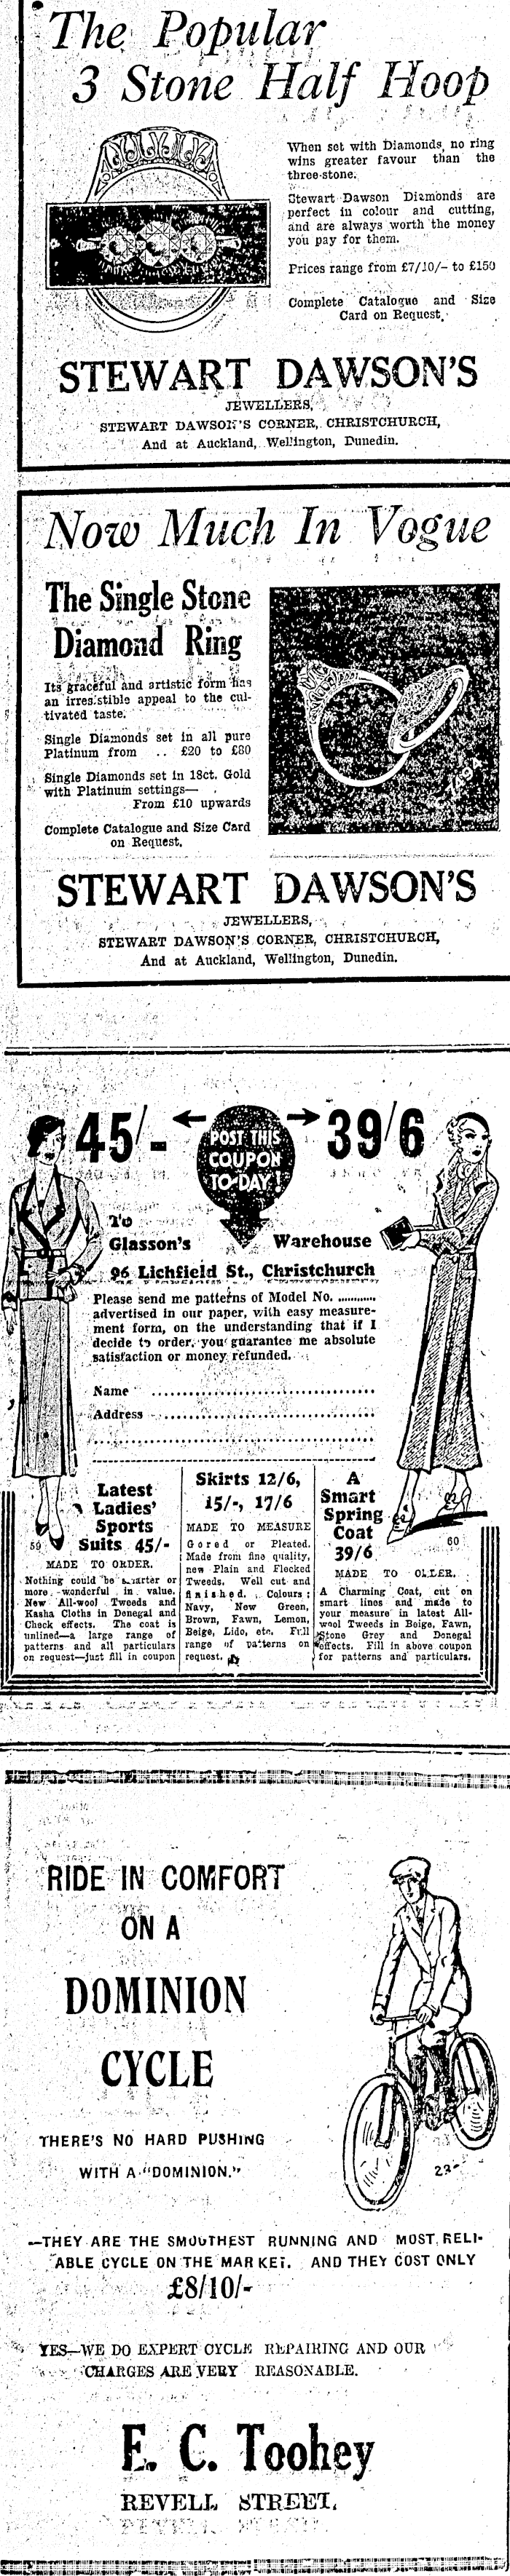 The Popular
3 Stone Half Hoop
When set with Diamonds, no ring
wins greater favour than the
three-stone.
Stewart Dawson Diamonds are
perfect in colour and cutting,
and are always worth the money
you pay for them.
Prices range from £7/10/- to £150
Complete Catalogue and Size
Card on Request.
STEWART DAWSON'S
JEWELLERS,
STEWART DAWSON'S CORNER, CHRISTCHURCH,
And at Auckland, Wellington, Dunedin.
Now Much In Vogue
The Single Stone
Diamond Ring
Its graceful and artistic form has
an irresistible appeal to the cul-
tivated taste.
Single Diamonds set in all pure
Platinum from .. £20 to £80
Single Diamonds set in 18ct. Gold
with Platinum settings—
From £10 upwards
Complete Catalogue and Size Card
on Request.
STEWART DAWSON'S
JEWELLERS,
STEWART DAWSON'S CORNER, CHRISTCHURCH,
And at Auckland, Wellington, Dunedin.
45/- 39/6
POST THIS
COUPON
TO-DAY!
To
Glasson's Warehouse
96 Lichfield St., Christchurch
Please send me patterns of Model No. ..........
advertised in our paper, with easy measure-
ment form, on the understanding that if I
decide to order, you guarantee me absolute
satisfaction or money refunded.
Name ........................................
Address ........................................
Latest
Ladies'
Sports
59 Suits 45/-
MADE TO ORDER.
Nothing could be smarter or
more wonderful in value.
New All-wool Tweeds and
Kasha Cloths in Donegal and
Check effects. The coat is
unlined—a large range of
patterns and all particulars
on request—just fill in coupon
Skirts 12/6,
15/-, 17/6
MADE TO MEASURE
Gored or Pleated.
Made from fine quality,
new Plain and Flecked
Tweeds. Well cut and
finished. Colours:
Navy, New Green,
Brown, Fawn, Lemon,
Beige, Lido, etc. Full
range of patterns on
request.
A
Smart
Spring
Coat
39/6 60
MADE TO ORDER.
A Charming Coat, cut on
smart lines and made to
your measure in latest All-
wool Tweeds in Beige, Fawn,
Stone Grey and Donegal
effects. Fill in above coupon
for patterns and particulars.
RIDE IN COMFORT
ON A
DOMINION
CYCLE
THERE'S NO HARD PUSHING
WITH A "DOMINION."
22-
—THEY ARE THE SMOOTHEST RUNNING AND MOST RELI-
ABLE CYCLE ON THE MARKET. AND THEY COST ONLY
£8/10/-
YES—WE DO EXPERT CYCLE REPAIRING AND OUR
CHARGES ARE VERY REASONABLE.
E. C. Toohey
REVELL STREET.